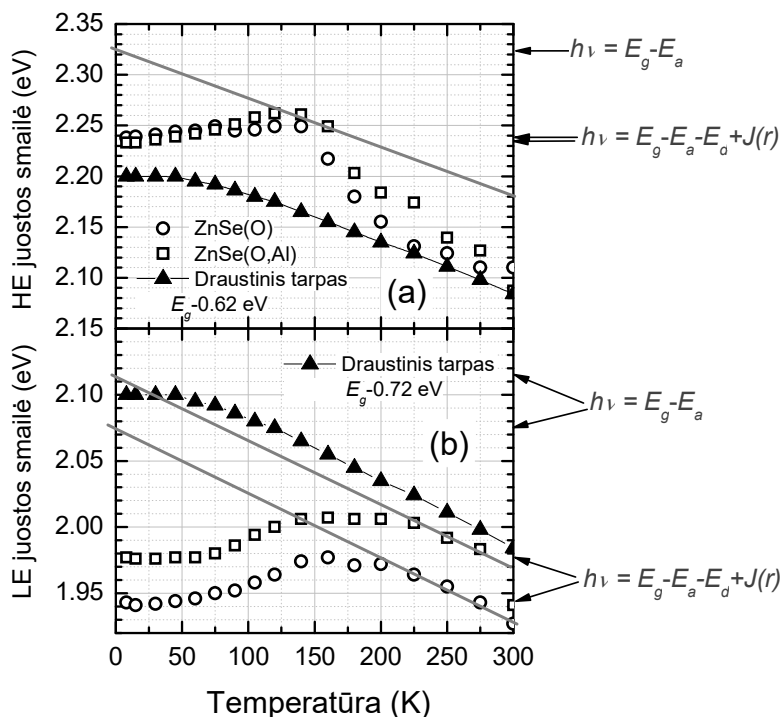 2.35
2.30
2.25
2.20
2.15
2.10
2.15
HE juostos smailė (eV)
ZnSe(O)
ZnSe(O,Al)
Draustinis tarpas
E_g-0.62 eV
(a)
hν = E_g-E_a
hν = E_g-E_a-E_d+J(r)
2.10
2.05
2.00
1.95
LE juostos smailė (eV)
Draustinis tarpas
E_g-0.72 eV
(b)
hν = E_g-E_a
hν = E_g-E_a-E_d+J(r)
0 50 100 150 200 250 300
Temperatūra (K)